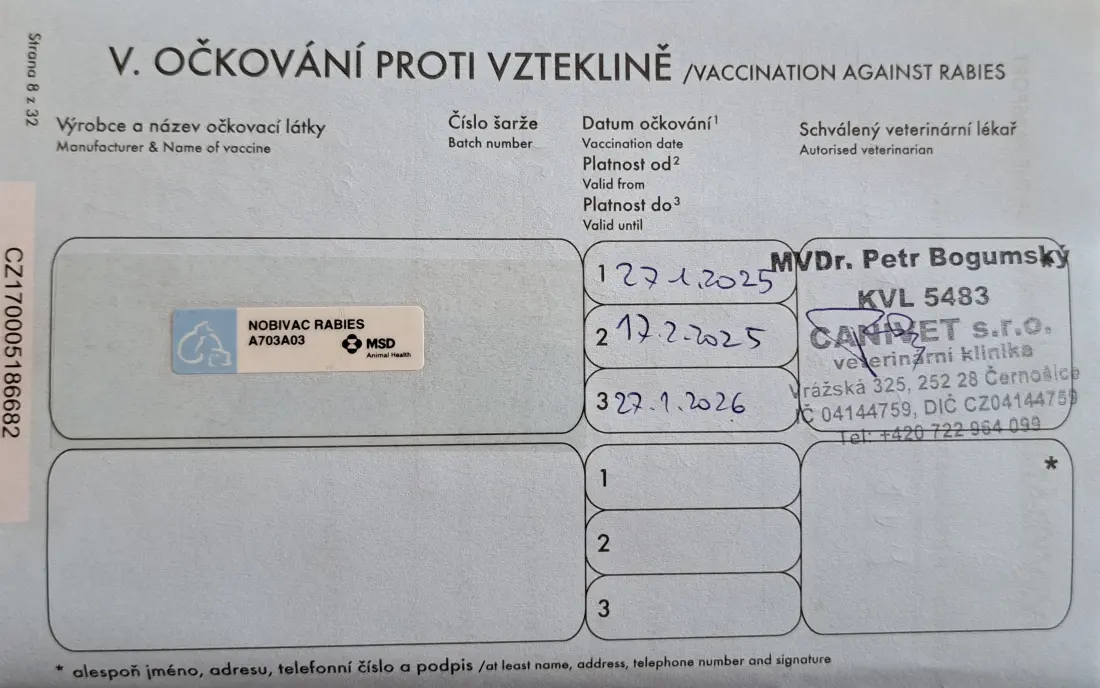 Strana 8 z 32
V. OČKOVÁNÍ PROTI VZTEKLINĚ /VACCINATION AGAINST RABIES
Výrobce a název očkovací látky
Manufacturer & Name of vaccine
Číslo šarže
Batch number
Datum očkování¹
Vaccination date
Platnost od²
Valid from
Platnost do³
Valid until
Schválený veterinární lékař
Authorised veterinarian
CZ1700051866​82
NOBIVAC RABIES
A703A03
MSD
Animal Health
1 27.1.2025
2 17.2.2025
3 27.1.2026
MVDr. Petr Bogumský
KVL 5483
CANIVET s.r.o.
veterinární klinika
Vrážská 325, 252 28 Černošice
IČ 04144759, DIČ CZ04144759
Tel: +420 722 964 099
1
2
3
*
* alespoň jméno, adresu, telefonní číslo a podpis /at least name, address, telephone number and signature